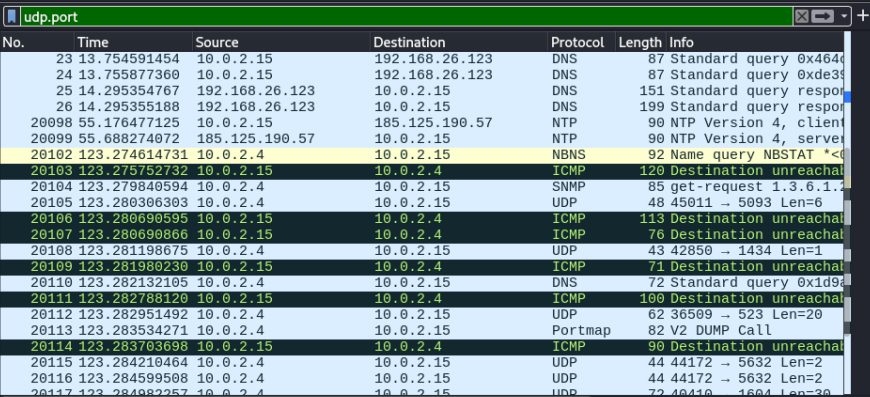 udp.port
No. Time Source Destination Protocol Length Info
23 13.754591454 10.0.2.15 192.168.26.123 DNS 87 Standard query 0x464
24 13.755877360 10.0.2.15 192.168.26.123 DNS 87 Standard query 0xde39
25 14.295354767 192.168.26.123 10.0.2.15 DNS 151 Standard query respor
26 14.295355188 192.168.26.123 10.0.2.15 DNS 199 Standard query respor
20098 55.176477125 10.0.2.15 185.125.190.57 NTP 90 NTP Version 4, client
20099 55.688274072 185.125.190.57 10.0.2.15 NTP 90 NTP Version 4, server
20102 123.274614731 10.0.2.4 10.0.2.15 NBNS 92 Name query NBSTAT *<0
20103 123.275752732 10.0.2.15 10.0.2.4 ICMP 120 Destination unreachab
20104 123.279840594 10.0.2.4 10.0.2.15 SNMP 85 get-request 1.3.6.1.2
20105 123.280306303 10.0.2.4 10.0.2.15 UDP 48 45011 → 5093 Len=6
20106 123.280690595 10.0.2.15 10.0.2.4 ICMP 113 Destination unreachab
20107 123.280690866 10.0.2.15 10.0.2.4 ICMP 76 Destination unreachab
20108 123.281198675 10.0.2.4 10.0.2.15 UDP 43 42850 → 1434 Len=1
20109 123.281980230 10.0.2.15 10.0.2.4 ICMP 71 Destination unreachab
20110 123.282132105 10.0.2.4 10.0.2.15 DNS 72 Standard query 0x1d9a
20111 123.282788120 10.0.2.15 10.0.2.4 ICMP 100 Destination unreachab
20112 123.282951492 10.0.2.4 10.0.2.15 UDP 62 36509 → 523 Len=20
20113 123.283534271 10.0.2.4 10.0.2.15 Portmap 82 V2 DUMP Call
20114 123.283703698 10.0.2.15 10.0.2.4 ICMP 90 Destination unreachab
20115 123.284210464 10.0.2.4 10.0.2.15 UDP 44 44172 → 5632 Len=2
20116 123.284599508 10.0.2.4 10.0.2.15 UDP 44 44172 → 5632 Len=2
20117 123.284982257 10.0.2.4 10.0.2.15 UDP 72 40410 → 1604 Len=30